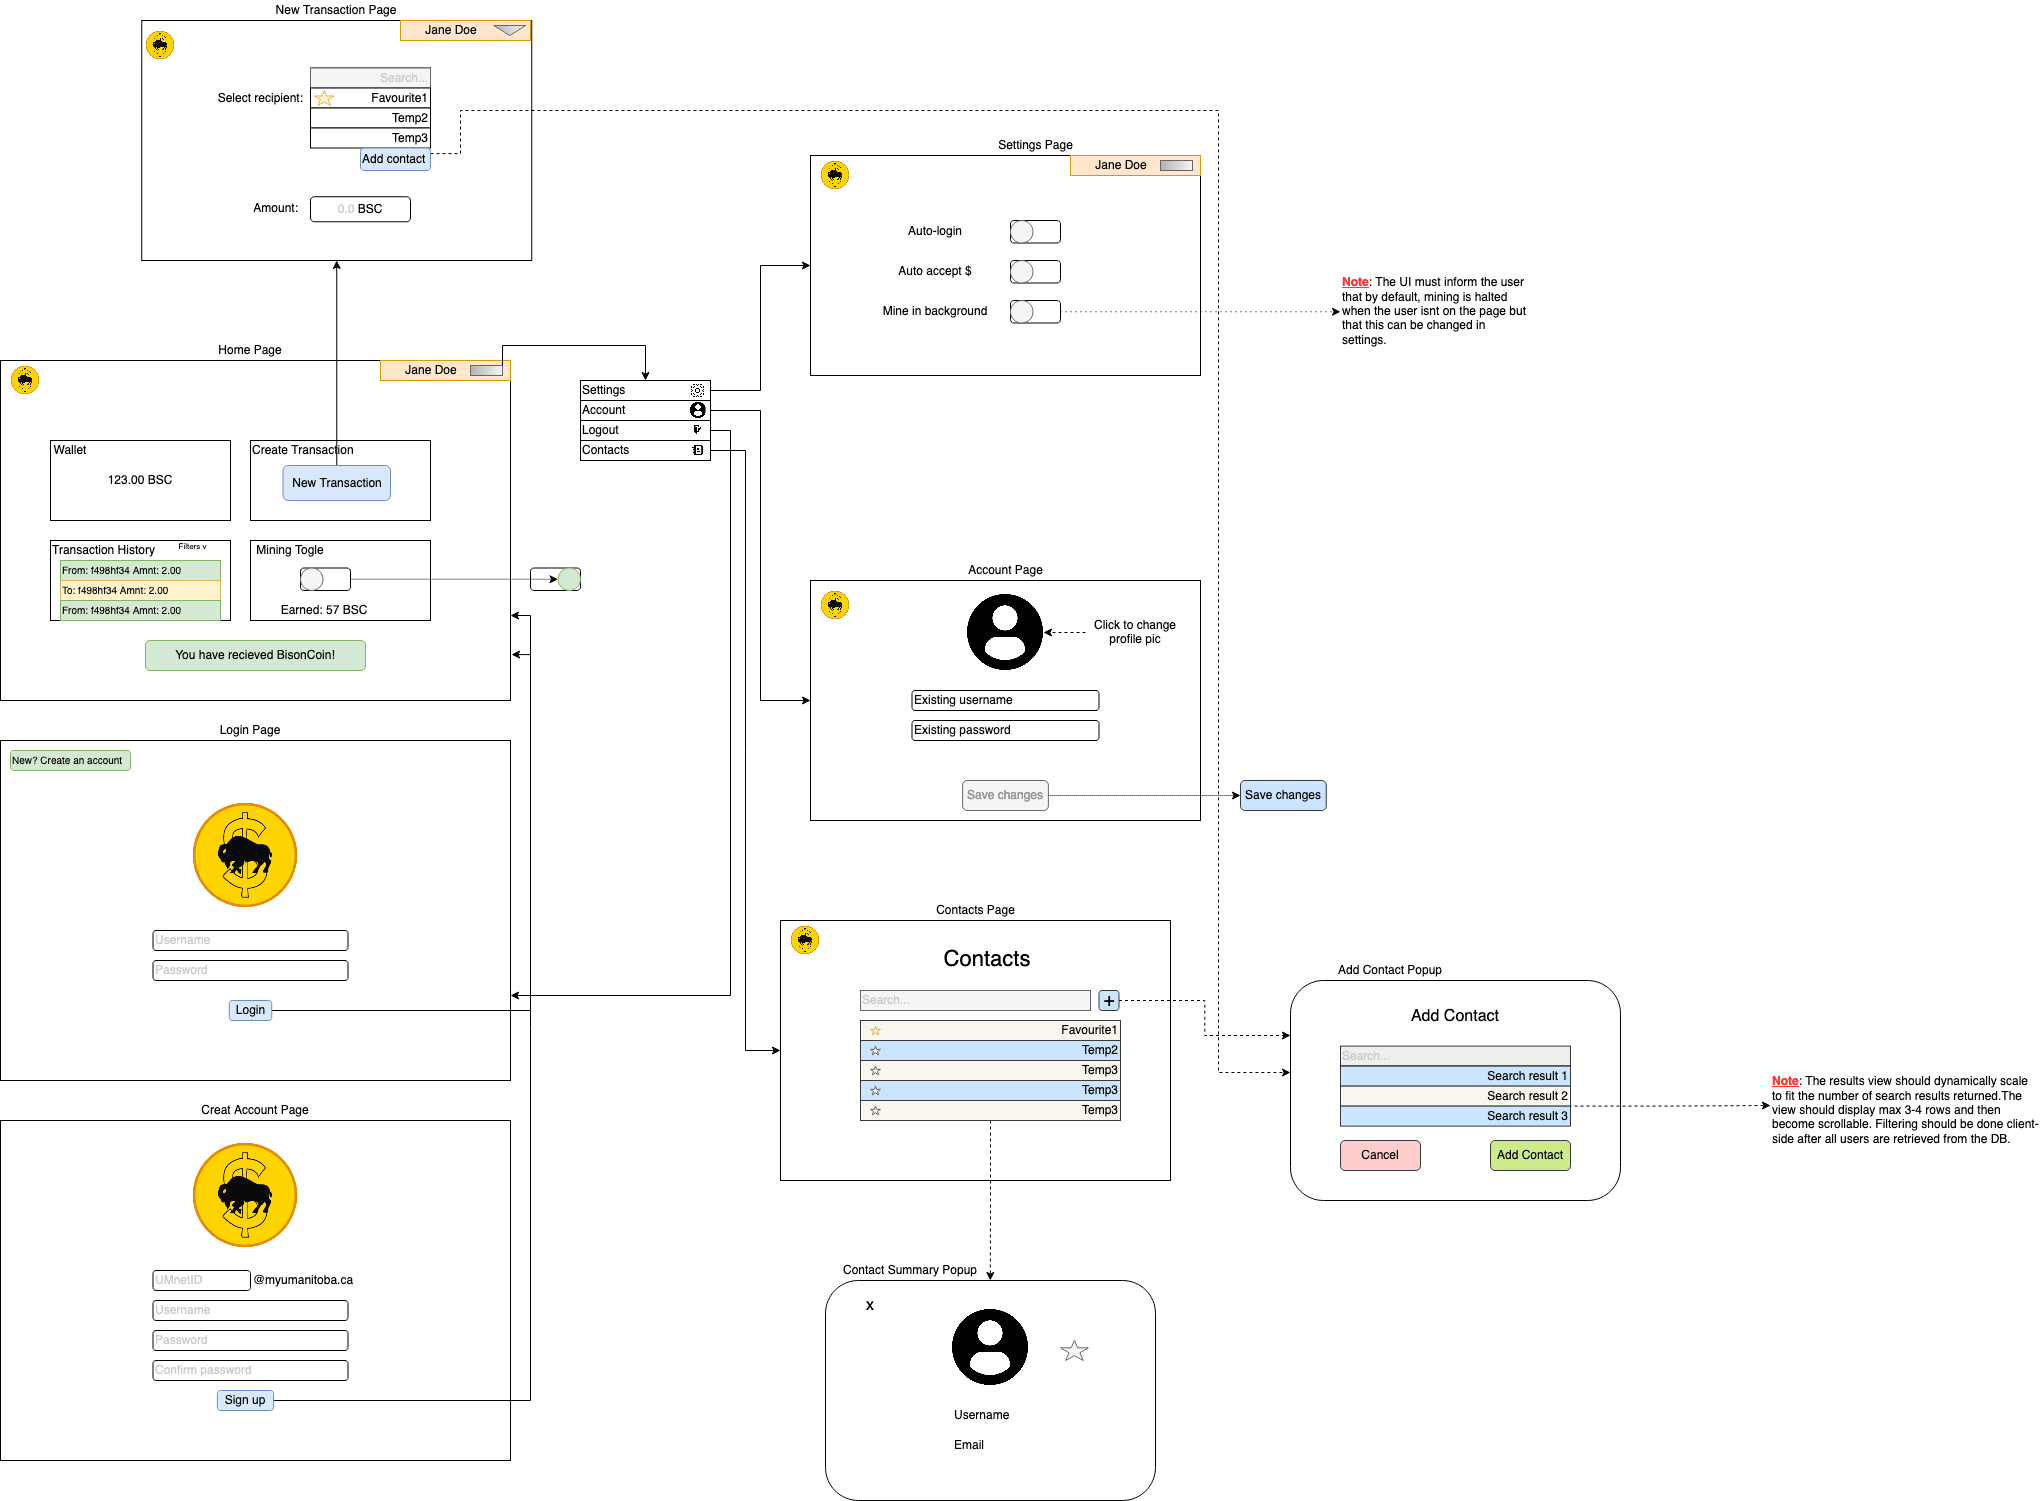 New Transaction Page
Jane Doe
Search...
Select recipient:
Favourite1
Temp2
Temp3
Add contact
Amount:
0.0 BSC
Settings Page
Jane Doe
Auto-login
Auto accept $
Mine in background
Note: The UI must inform the user
that by default, mining is halted
when the user isnt on the page but
that this can be changed in
settings.
Home Page
Jane Doe
Wallet
123.00 BSC
Create Transaction
New Transaction
Transaction History
Filters v
From: f498hf34 Amnt: 2.00
To: f498hf34 Amnt: 2.00
From: f498hf34 Amnt: 2.00
Mining Togle
Earned: 57 BSC
You have recieved BisonCoin!
Settings
Account
Logout
Contacts
Account Page
Click to change
profile pic
Existing username
Existing password
Save changes
Save changes
Login Page
New? Create an account
Username
Password
Login
Contacts Page
Contacts
Search...
+
Favourite1
Temp2
Temp3
Temp3
Temp3
Add Contact Popup
Add Contact
Search...
Search result 1
Search result 2
Search result 3
Cancel
Add Contact
Note: The results view should dynamically scale
to fit the number of search results returned.The
view should display max 3-4 rows and then
become scrollable. Filtering should be done client-
side after all users are retrieved from the DB.
Creat Account Page
UMnetID
@myumanitoba.ca
Username
Password
Confirm password
Sign up
Contact Summary Popup
X
Username
Email